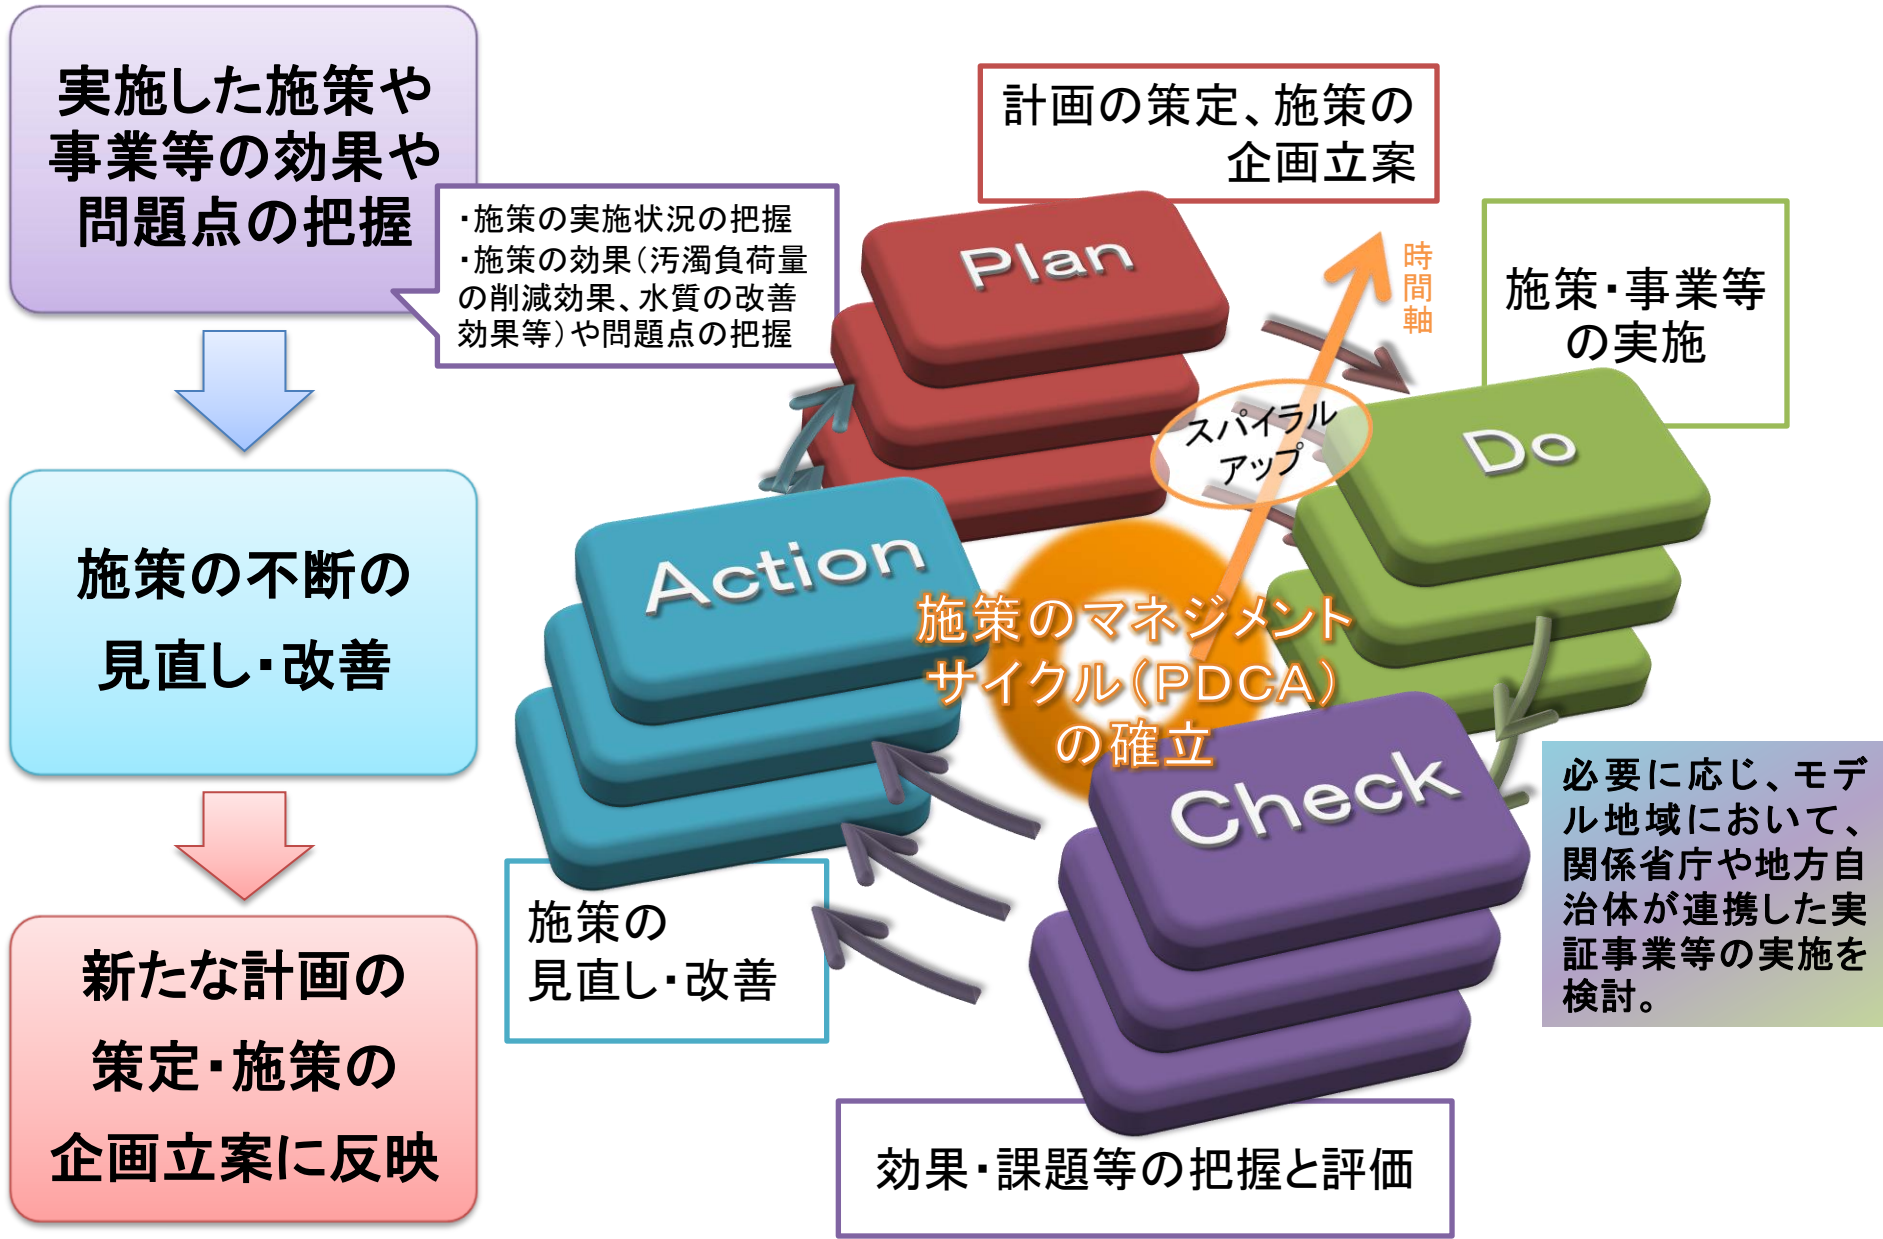 実施した施策や
事業等の効果や
問題点の把握
・施策の実施状況の把握
・施策の効果（汚濁負荷量
の削減効果、水質の改善
効果等）や問題点の把握
施策の不断の
見直し・改善
新たな計画の
策定・施策の
企画立案に反映
計画の策定、施策の
企画立案
Plan
時間軸
スパイラル
アップ
施策・事業等
の実施
Do
Action
施策のマネジメント
サイクル（ＰＤＣＡ）
の確立
Check
必要に応じ、モデ
ル地域において、
関係省庁や地方自
治体が連携した実
証事業等の実施を
検討。
施策の
見直し・改善
効果・課題等の把握と評価